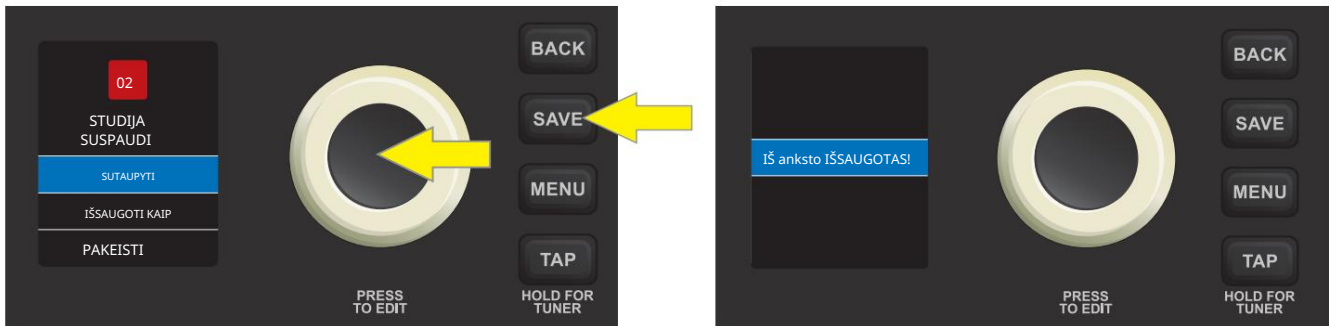 02
STUDIJA
SUSPAUDI
SUTAUPYTI
IŠSAUGOTI KAIP
PAKEISTI
BACK
SAVE
MENU
TAP
PRESS
TO EDIT
HOLD FOR
TUNER
IŠ anksto IŠSAUGOTAS!
BACK
SAVE
MENU
TAP
PRESS
TO EDIT
HOLD FOR
TUNER